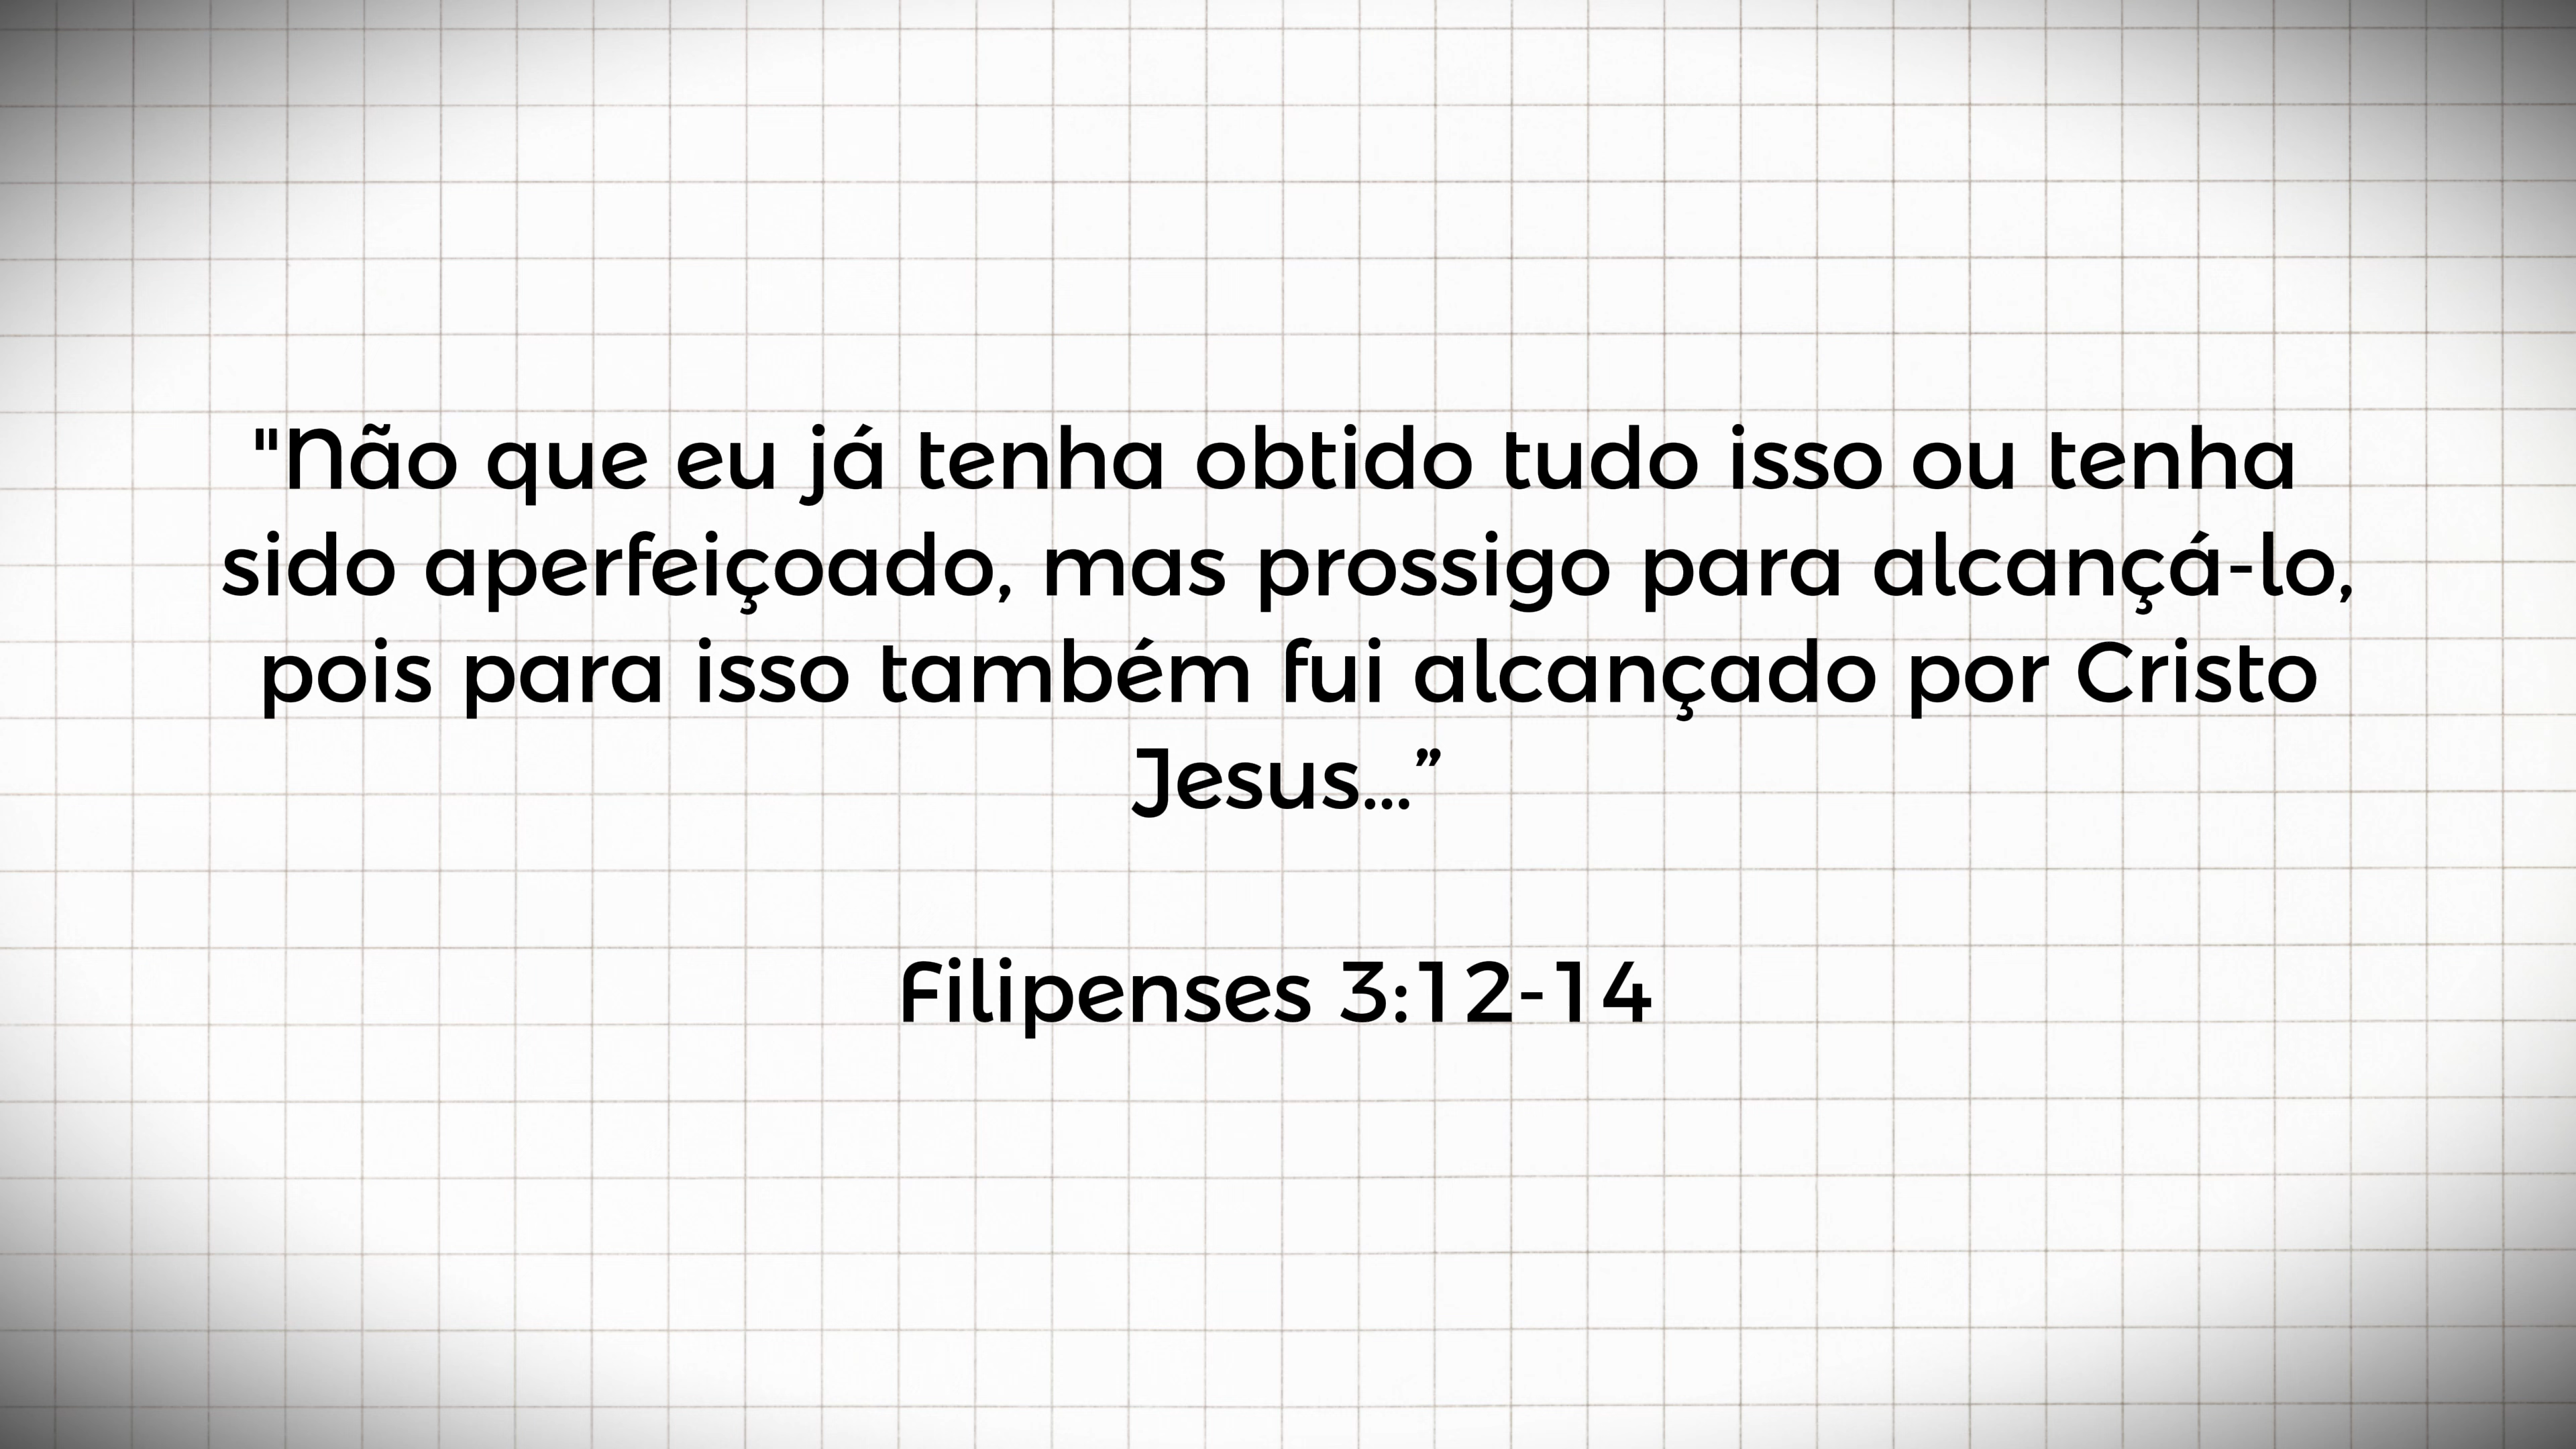 "Não que eu já tenha obtido tudo isso ou tenha
sido aperfeiçoado, mas prossigo para alcançá-lo,
pois para isso também fui alcançado por Cristo
Jesus...”
Filipenses 3:12-14